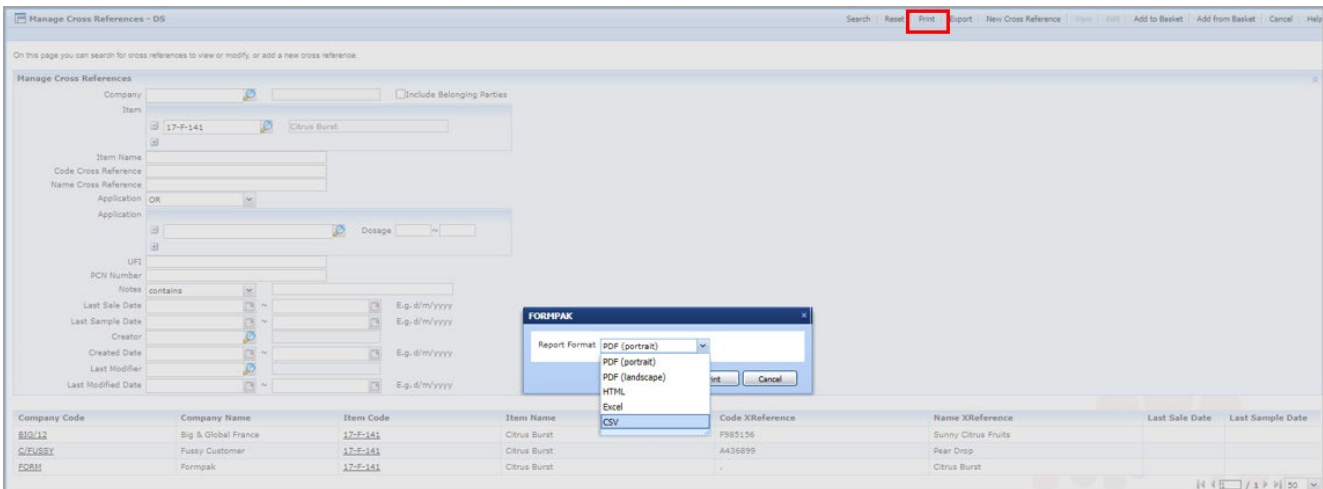 Manage Cross References - DS
Search Reset Print Export New Cross Reference View Edit Add to Basket Add from Basket Cancel Help
On this page you can search for cross references to view or modify, or add a new cross reference.
Manage Cross References
Company Include Belonging Parties
Item
17-F-141 Citrus Burst
Item Name
Code Cross Reference
Name Cross Reference
Application OR
Application
Dosage ~
UFI
PCN Number
Notes contains
Last Sale Date ~ E.g. d/m/yyyy
Last Sample Date ~ E.g. d/m/yyyy
Creator
Created Date ~ E.g. d/m/yyyy
Last Modifier
Last Modified Date ~ E.g. d/m/yyyy
FORMPAK ×
Report Format PDF (portrait)
PDF (portrait)
PDF (landscape)
HTML
Excel
CSV
Cancel
Company Code Company Name Item Code Item Name Code XReference Name XReference Last Sale Date Last Sample Date
BIG/12 Big & Global France 17-F-141 Citrus Burst F985156 Sunny Citrus Fruits
C/FUSSY Fussy Customer 17-F-141 Citrus Burst A436899 Pear Drop
FORM Formpak 17-F-141 Citrus Burst . Citrus Burst
1 / 1 50